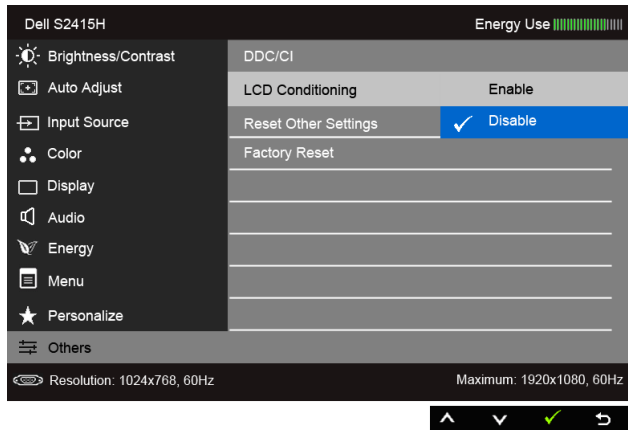 Dell S2415H Energy Use
Brightness/Contrast DDC/CI
Auto Adjust LCD Conditioning Enable
Input Source Reset Other Settings Disable
Color Factory Reset
Display
Audio
Energy
Menu
Personalize
Others
Resolution: 1024x768, 60Hz Maximum: 1920x1080, 60Hz